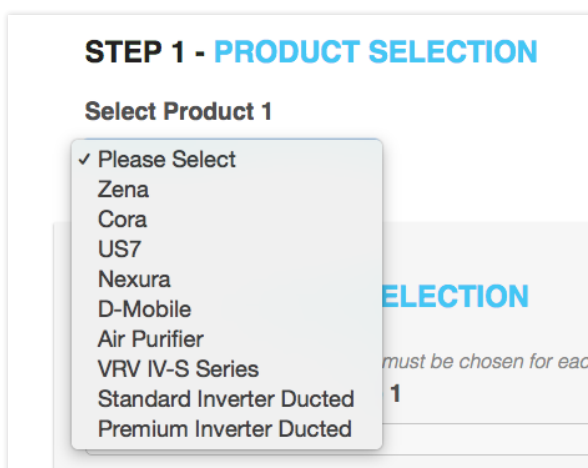 STEP 1 - PRODUCT SELECTION
Select Product 1
✓ Please Select
Zena
Cora
US7
Nexura
D-Mobile
ELECTION
Air Purifier
VRV IV-S Series
must be chosen for eac
Standard Inverter Ducted
1
Premium Inverter Ducted